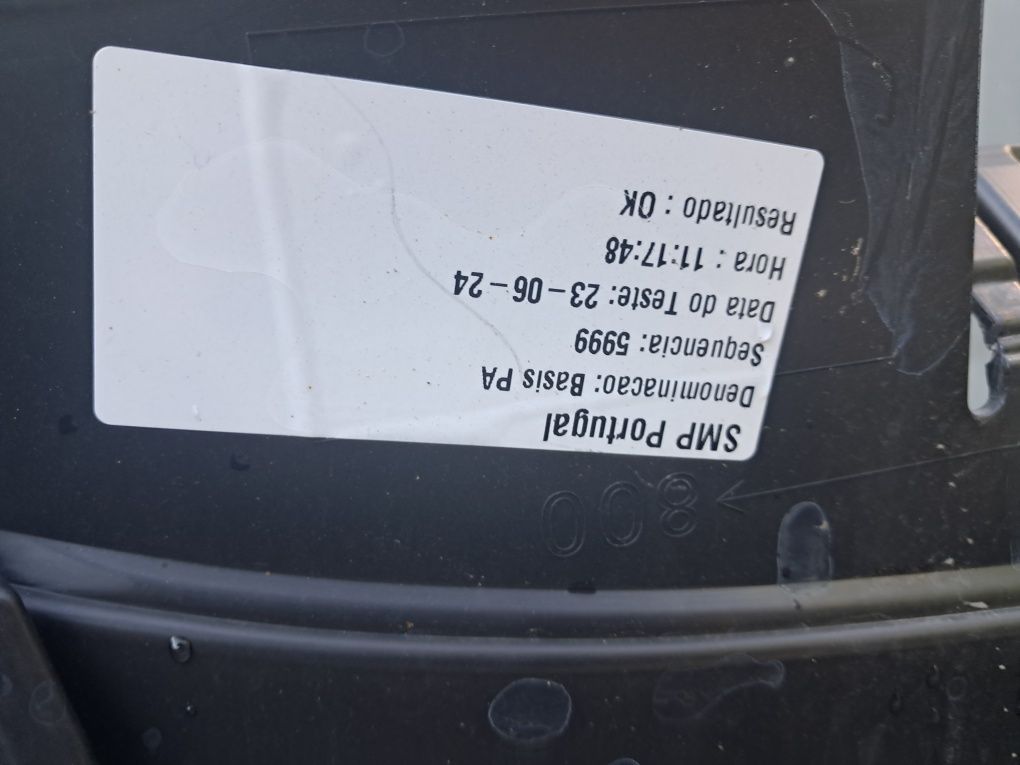 SMP Portugal
Denominacao: Basis PA
Sequencia: 5999
Data do Teste: 23-06-24
Hora : 11:17:48
Resultado : OK
800